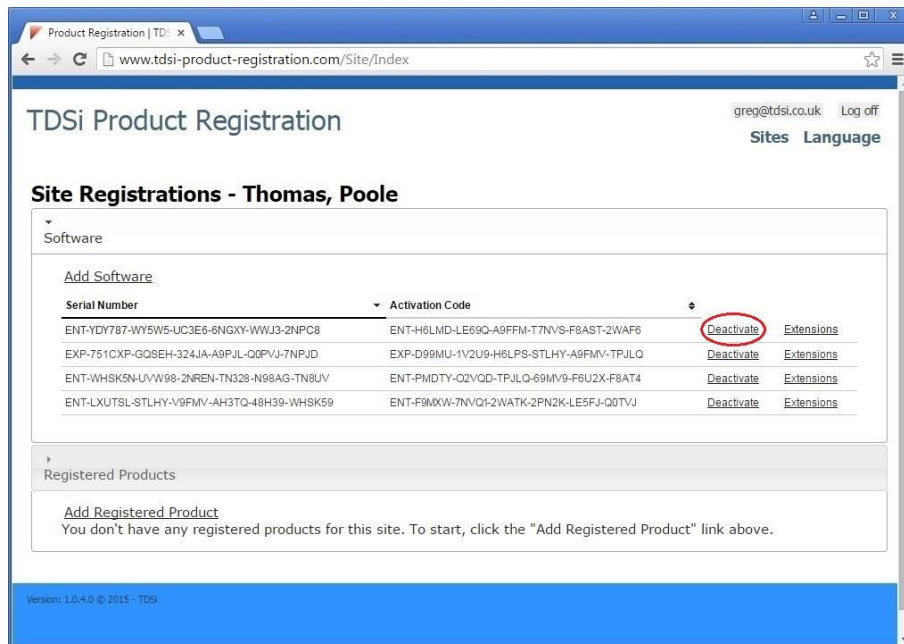 Product Registration | TDS
www.tdsi-product-registration.com/Site/Index
TDSi Product Registration
greg@tdsi.co.uk Log off
Sites Language
Site Registrations - Thomas, Poole
Software
Add Software
Serial Number Activation Code
ENT-YDY787-WY5W5-UC3E6-6NGXY-WWJ3-2NPC8 ENT-H6LMD-LE69Q-A9FFM-T7NVS-F8AST-2WAF6 Deactivate Extensions
EXP-751CXP-GQSEH-324JA-A9PJL-Q0PVJ-7NPJD EXP-D99MU-1V2U9-H6LPS-STLHY-A9FMV-TPJLQ Deactivate Extensions
ENT-WHSK5N-UVW98-2NREN-TN328-N98AG-TN8UV ENT-PMDTY-O2VQD-TPJLQ-69MV9-F6U2X-F8AT4 Deactivate Extensions
ENT-LXUTSL-STLHY-V9FMV-AH3TQ-48H39-WHSK59 ENT-F9MXW-7NVQ1-2WATK-2PN2K-LE5FJ-Q0TVJ Deactivate Extensions
Registered Products
Add Registered Product
You don't have any registered products for this site. To start, click the "Add Registered Product" link above.
Version: 1.0.4.0 © 2015 - TDSi